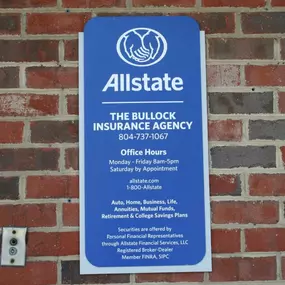 Allstate
THE BULLOCK
INSURANCE AGENCY
804-737-1067
Office Hours
Monday - Friday 8am-5pm
Saturday by Appointment
allstate.com
1-800-Allstate
Auto, Home, Business, Life,
Annuities, Mutual Funds,
Retirement & College Savings Plans
Securities are offered by
Personal Financial Representatives
through Allstate Financial Services, LLC
Registered Broker-Dealer
Member FINRA, SIPC